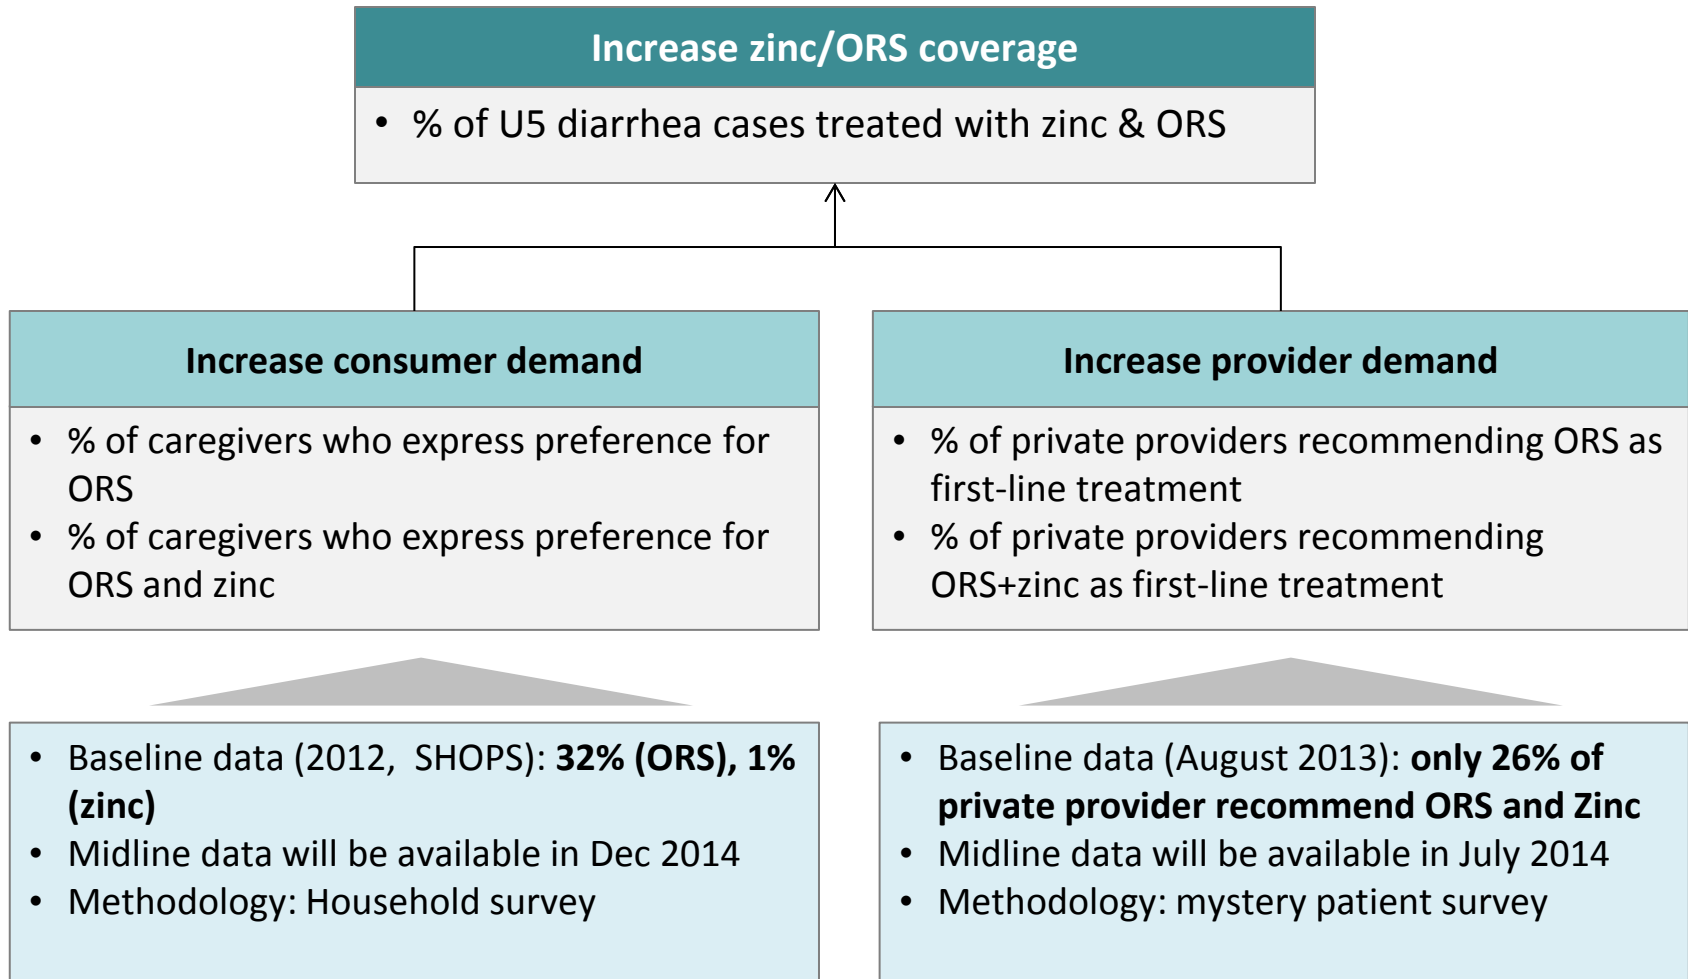 Increase zinc/ORS coverage
• % of U5 diarrhea cases treated with zinc & ORS
Increase consumer demand
• % of caregivers who express preference for
ORS
• % of caregivers who express preference for
ORS and zinc
Increase provider demand
• % of private providers recommending ORS as
first-line treatment
• % of private providers recommending
ORS+zinc as first-line treatment
• Baseline data (2012, SHOPS): 32% (ORS), 1%
(zinc)
• Midline data will be available in Dec 2014
• Methodology: Household survey
• Baseline data (August 2013): only 26% of
private provider recommend ORS and Zinc
• Midline data will be available in July 2014
• Methodology: mystery patient survey